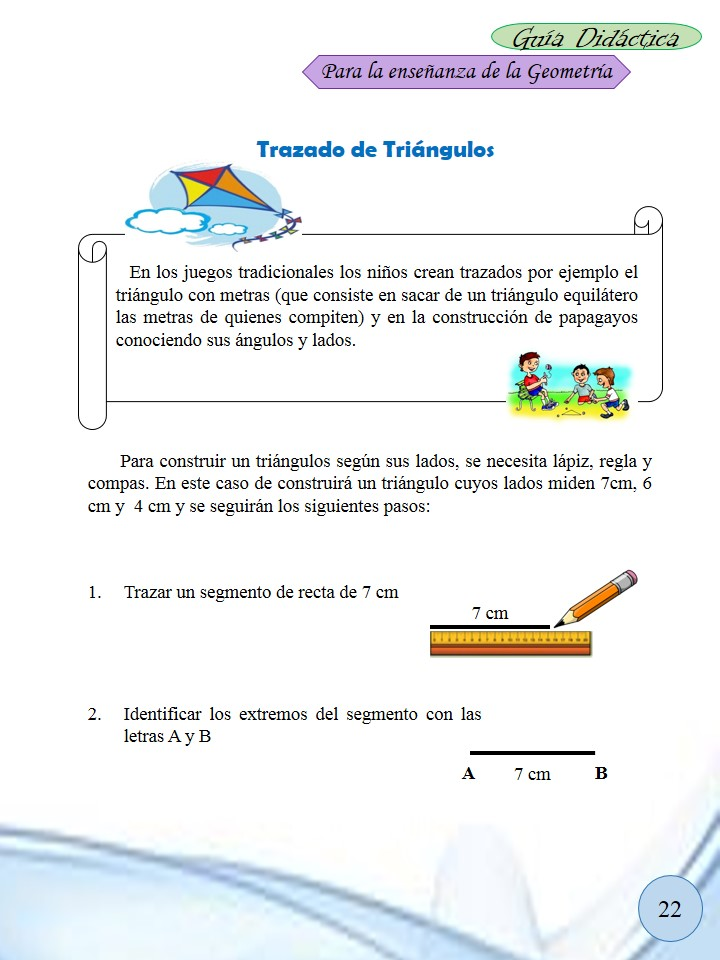 Guía Didáctica
Para la enseñanza de la Geometría
Trazado de Triángulos
En los juegos tradicionales los niños crean trazados por ejemplo el
triángulo con metras (que consiste en sacar de un triángulo equilátero
las metras de quienes compiten) y en la construcción de papagayos
conociendo sus ángulos y lados.
Para construir un triángulos según sus lados, se necesita lápiz, regla y
compas. En este caso de construirá un triángulo cuyos lados miden 7cm, 6
cm y 4 cm y se seguirán los siguientes pasos:
1. Trazar un segmento de recta de 7 cm
7 cm
2. Identificar los extremos del segmento con las
letras A y B
A 7 cm B
22